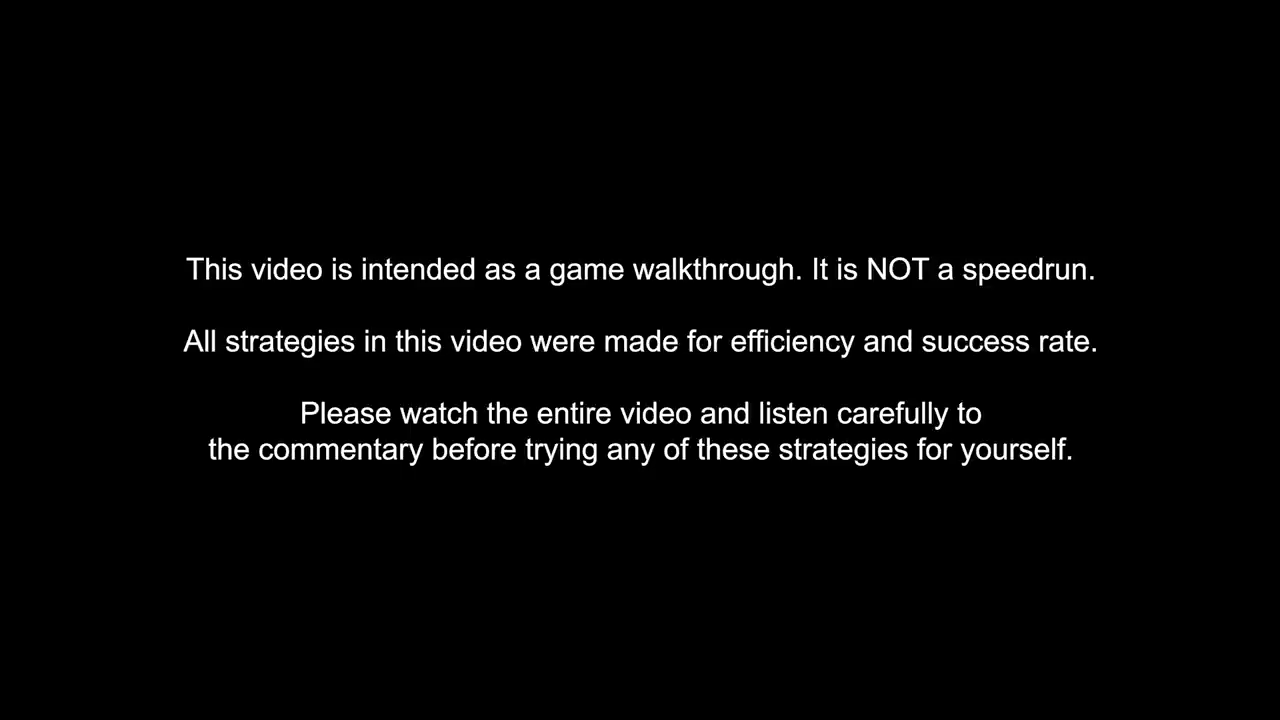 This video is intended as a game walkthrough. It is NOT a speedrun.
All strategies in this video were made for efficiency and success rate.
Please watch the entire video and listen carefully to
the commentary before trying any of these strategies for yourself.